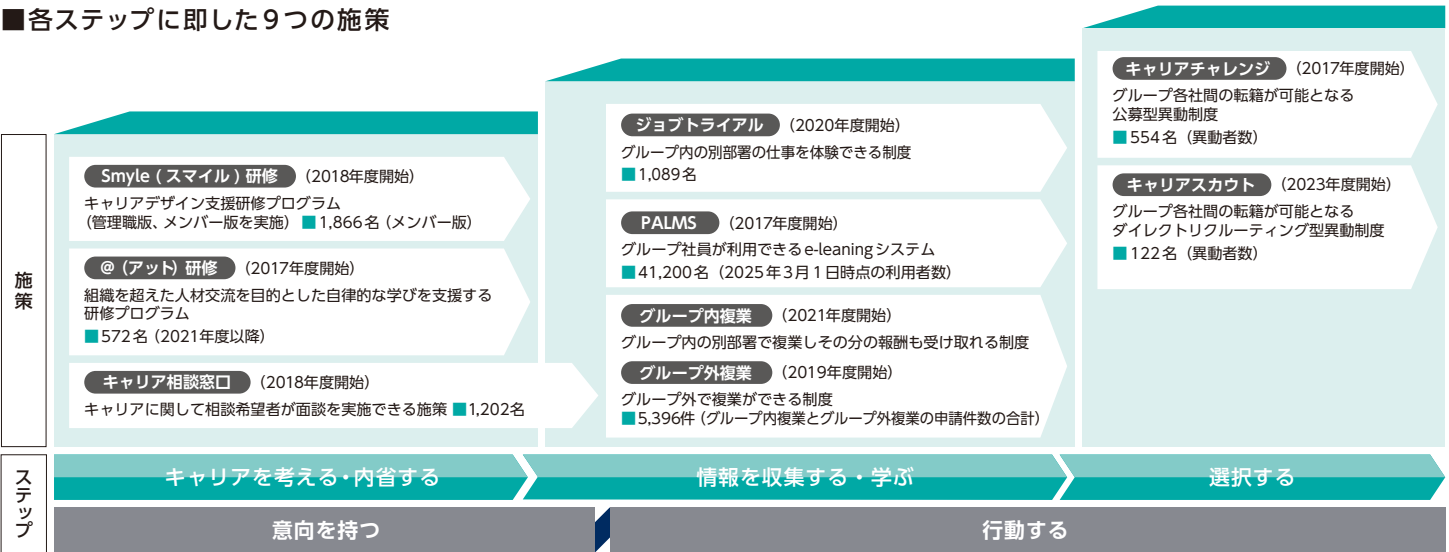 ■各ステップに即した9つの施策
施策
Smyle (スマイル) 研修 (2018年度開始)
キャリアデザイン支援研修プログラム
(管理職版、メンバー版を実施) ■1,866名 (メンバー版)
@ (アット) 研修 (2017年度開始)
組織を超えた人材交流を目的とした自律的な学びを支援する
研修プログラム
■572名 (2021年度以降)
キャリア相談窓口 (2018年度開始)
キャリアに関して相談希望者が面談を実施できる施策 ■1,202名
ジョブトライアル (2020年度開始)
グループ内の別部署の仕事を体験できる制度
■1,089名
PALMS (2017年度開始)
グループ社員が利用できるe-leaningシステム
■41,200名 (2025年3月1日時点の利用者数)
グループ内複業 (2021年度開始)
グループ内の別部署で複業しその分の報酬も受け取れる制度
グループ外複業 (2019年度開始)
グループ外で複業ができる制度
■5,396件 (グループ内複業とグループ外複業の申請件数の合計)
キャリアチャレンジ (2017年度開始)
グループ各社間の転籍が可能となる
公募型異動制度
■554名 (異動者数)
キャリアスカウト (2023年度開始)
グループ各社間の転籍が可能となる
ダイレクトリクルーティング型異動制度
■122名 (異動者数)
ステップ
キャリアを考える・内省する
情報を収集する・学ぶ
選択する
意向を持つ
行動する